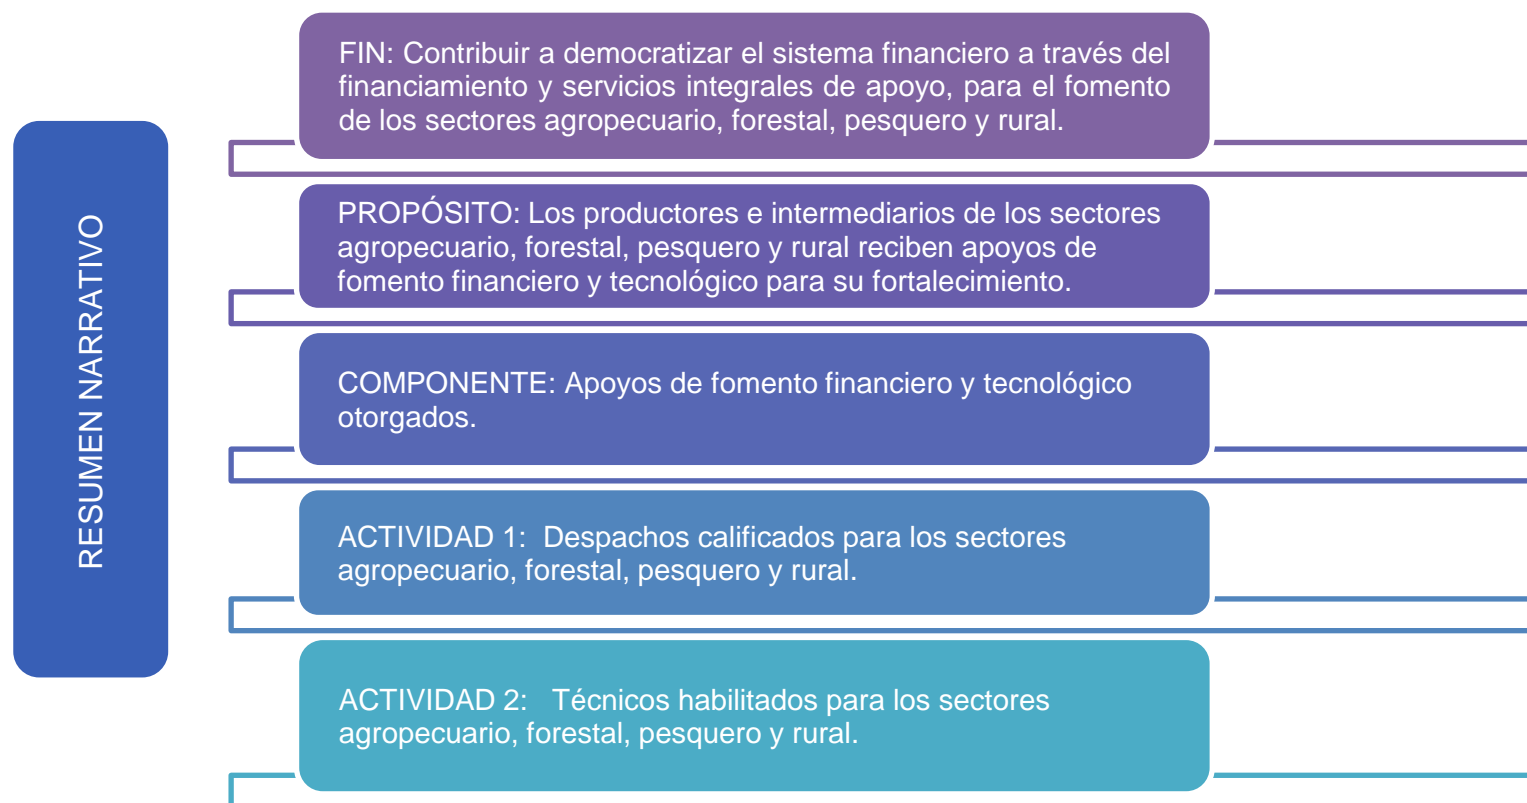 RESUMEN NARRATIVO
FIN: Contribuir a democratizar el sistema financiero a través del
financiamiento y servicios integrales de apoyo, para el fomento
de los sectores agropecuario, forestal, pesquero y rural.
PROPÓSITO: Los productores e intermediarios de los sectores
agropecuario, forestal, pesquero y rural reciben apoyos de
fomento financiero y tecnológico para su fortalecimiento.
COMPONENTE: Apoyos de fomento financiero y tecnológico
otorgados.
ACTIVIDAD 1: Despachos calificados para los sectores
agropecuario, forestal, pesquero y rural.
ACTIVIDAD 2: Técnicos habilitados para los sectores
agropecuario, forestal, pesquero y rural.